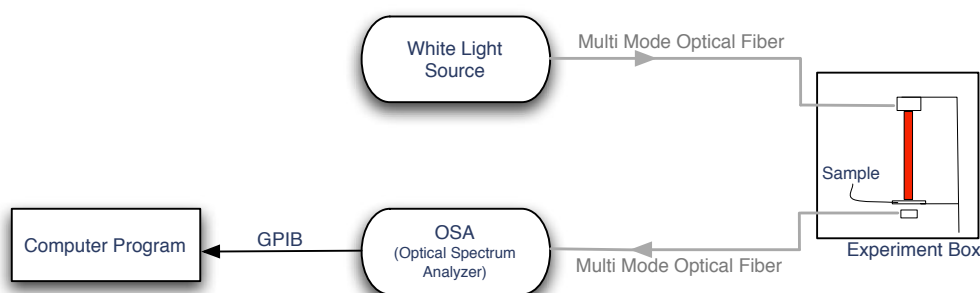 White Light
Source
Multi Mode Optical Fiber
Sample
Experiment Box
Multi Mode Optical Fiber
OSA
(Optical Spectrum
Analyzer)
GPIB
Computer Program